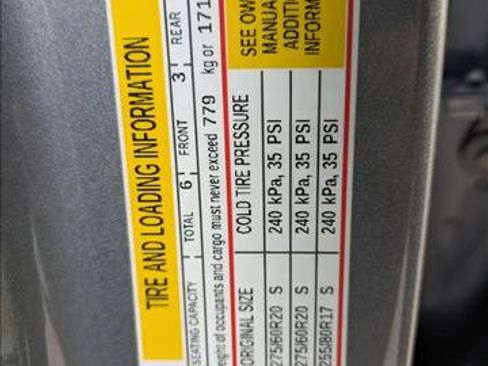 TIRE AND LOADING INFORMATION
SEATING CAPACITY TOTAL 6 FRONT 3 REAR
of occupants and cargo must never exceed 779 kg or 171
ORIGINAL SIZE COLD TIRE PRESSURE
275/60R20 S 240 kPa, 35 PSI
275/60R20 S 240 kPa, 35 PSI
255/80R17 S 240 kPa, 35 PSI
SEE OW
MANUA
ADDITI
INFORM